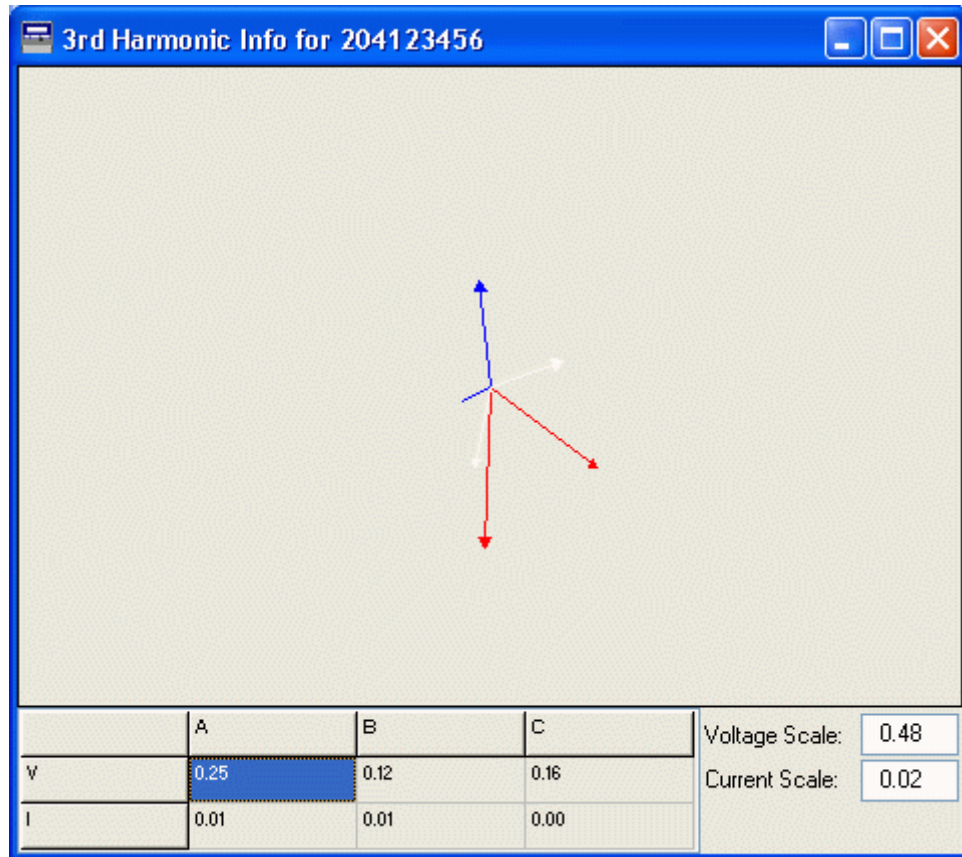 3rd Harmonic Info for 204123456
A B C
V 0.25 0.12 0.16
I 0.01 0.01 0.00
Voltage Scale: 0.48
Current Scale: 0.02